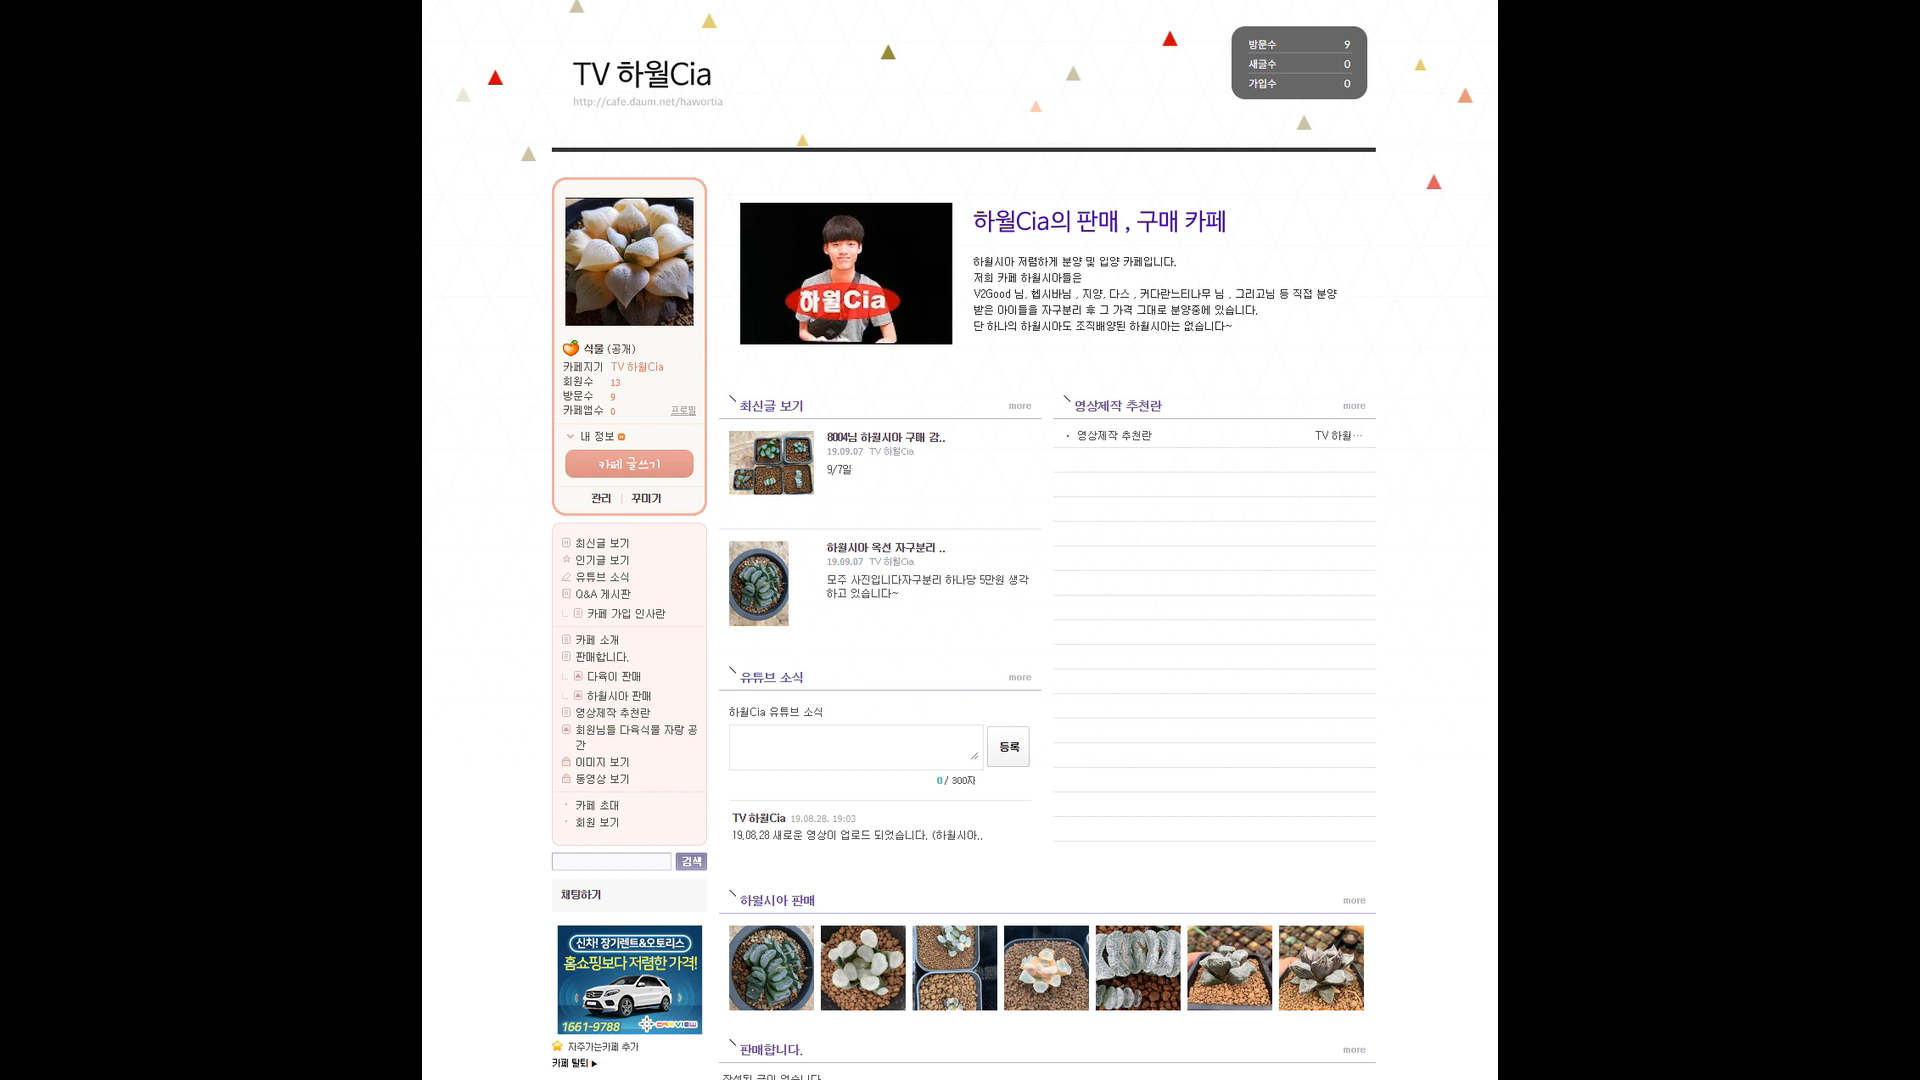 TV 하월Cia
http://cafe.daum.net/hawortia
방문수 9
새글수 0
가입수 0
식물 (공개)
카페지기 TV 하월Cia
회원수 13
방문수 9
카페앱수 0 프로필
내 정보
카페 글쓰기
관리 꾸미기
최신글 보기
인기글 보기
유튜브 소식
Q&A 게시판
카페 가입 인사란
카페 소개
판매합니다.
다육이 판매
하월시아 판매
영상제작 추천란
회원님들 다육식물 자랑 공
간
이미지 보기
동영상 보기
카페 초대
회원 보기
검색
채팅하기
신차! 장기렌트&오토리스
홈쇼핑보다 저렴한 가격!
1661-9788 CARVIEW
자주가는카페 추가
카페 탈퇴 ▶
하월Cia
하월Cia의 판매 , 구매 카페
하월시아 저렴하게 분양 및 입양 카페입니다.
저희 카페 하월시아들은
V2Good 님, 헵시바님 , 지양, 다스 , 커다란느티나무 님 , 그리고님 등 직접 분양
받은 아이들을 자구분리 후 그 가격 그대로 분양중에 있습니다.
단 하나의 하월시아도 조직배양된 하월시아는 없습니다~
최신글 보기 more
8004님 하월시아 구매 감..
19.09.07 TV 하월Cia
9/7일
하월시아 옥션 자구분리 ..
19.09.07 TV 하월Cia
모주 사진입니다자구분리 하나당 5만원 생각
하고 있습니다~
영상제작 추천란 more
· 영상제작 추천란 TV 하월…
유튜브 소식 more
하월Cia 유튜브 소식
등록
0 / 300자
TV 하월Cia 19.08.28. 19:03
19.08.28 새로운 영상이 업로드 되었습니다. (하월시아..
하월시아 판매 more
판매합니다. more
작성된 글이 없습니다.